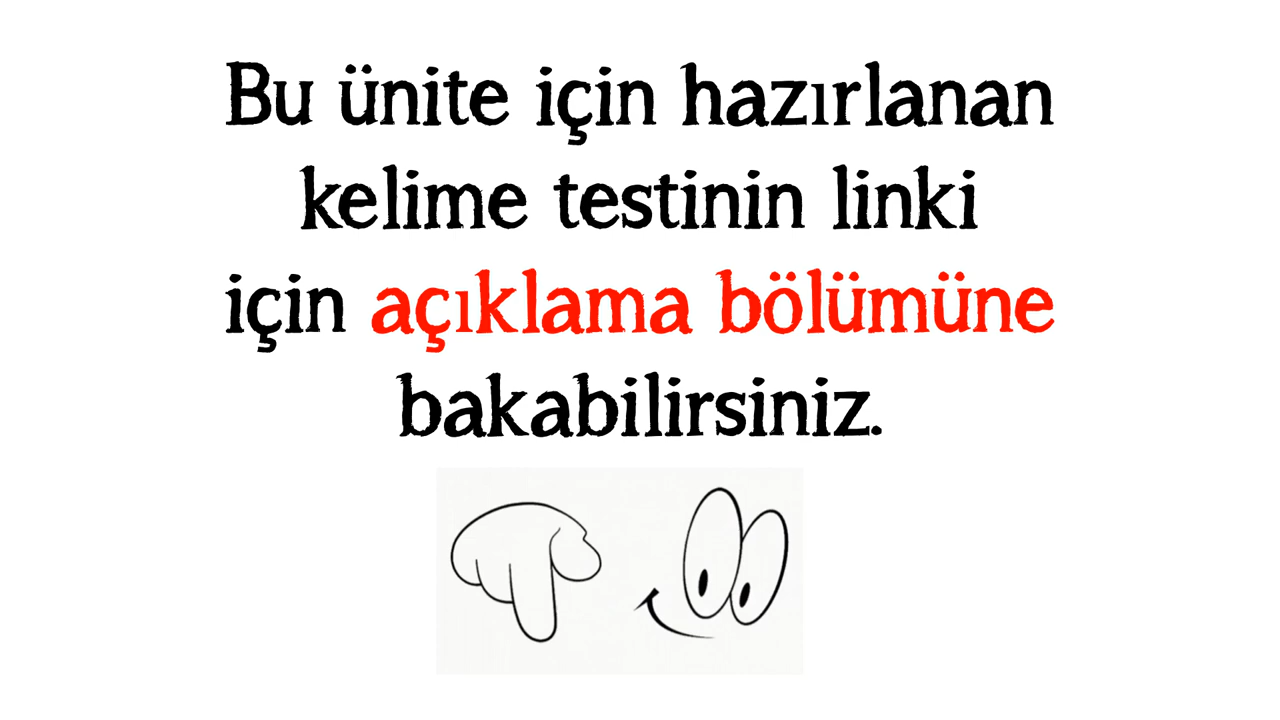 Bu ünite için hazırlanan
kelime testinin linki
için açıklama bölümüne
bakabilirsiniz.